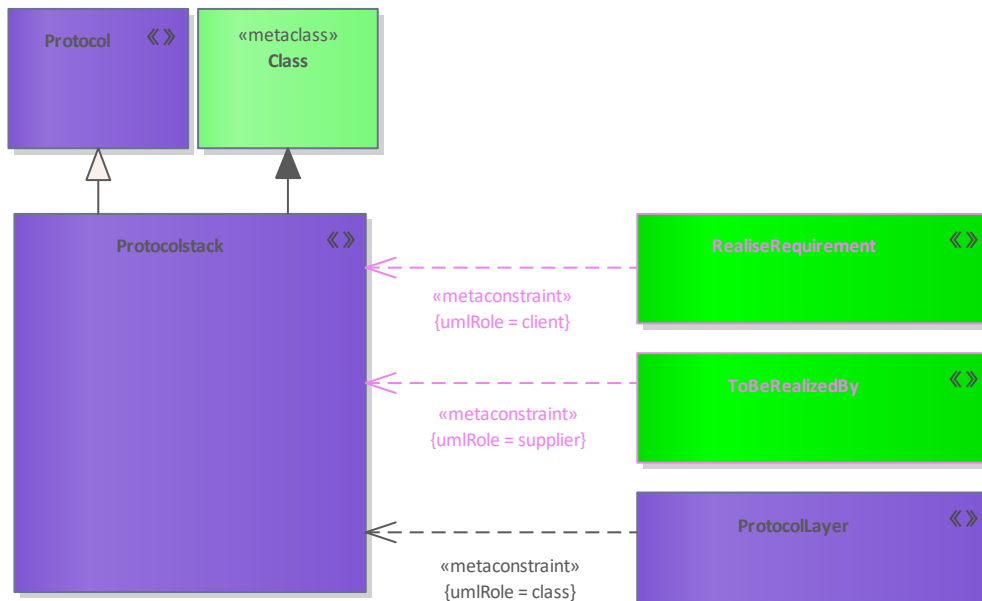 Protocol
«metaclass»
Class
Protocolstack
RealiseRequirement
«metaconstraint»
{umlRole = client}
ToBeRealizedBy
«metaconstraint»
{umlRole = supplier}
ProtocolLayer
«metaconstraint»
{umlRole = class}